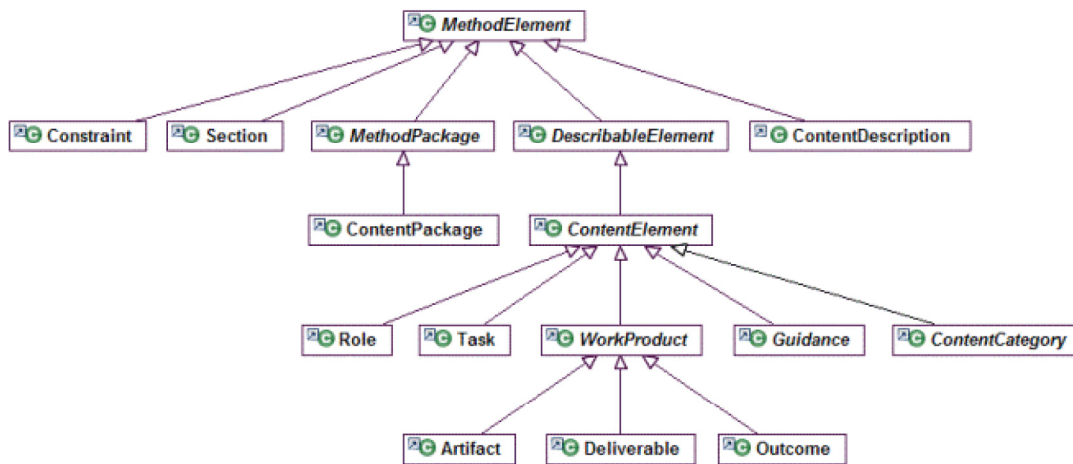 MethodElement
Constraint
Section
MethodPackage
DescribableElement
ContentDescription
ContentPackage
ContentElement
Role
Task
WorkProduct
Guidance
ContentCategory
Artifact
Deliverable
Outcome